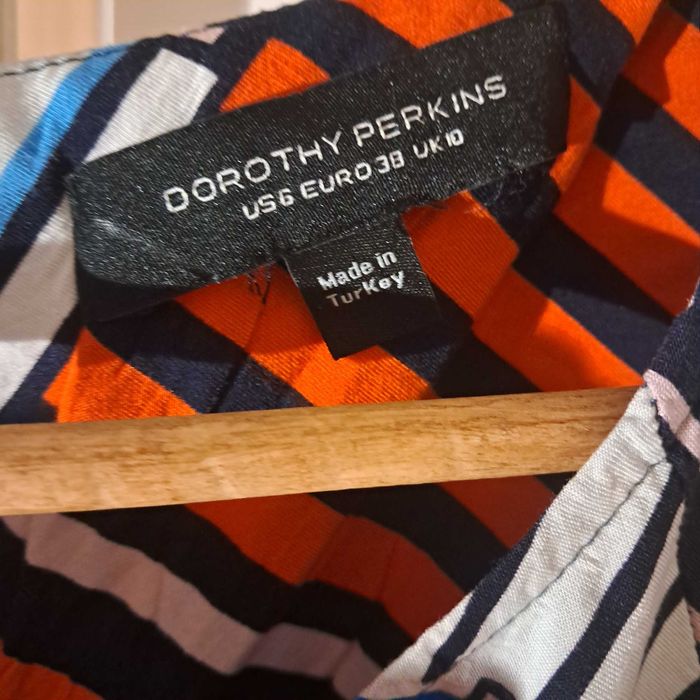 DOROTHY PERKINS
US6 EURO38 UK10
Made in
TurKey